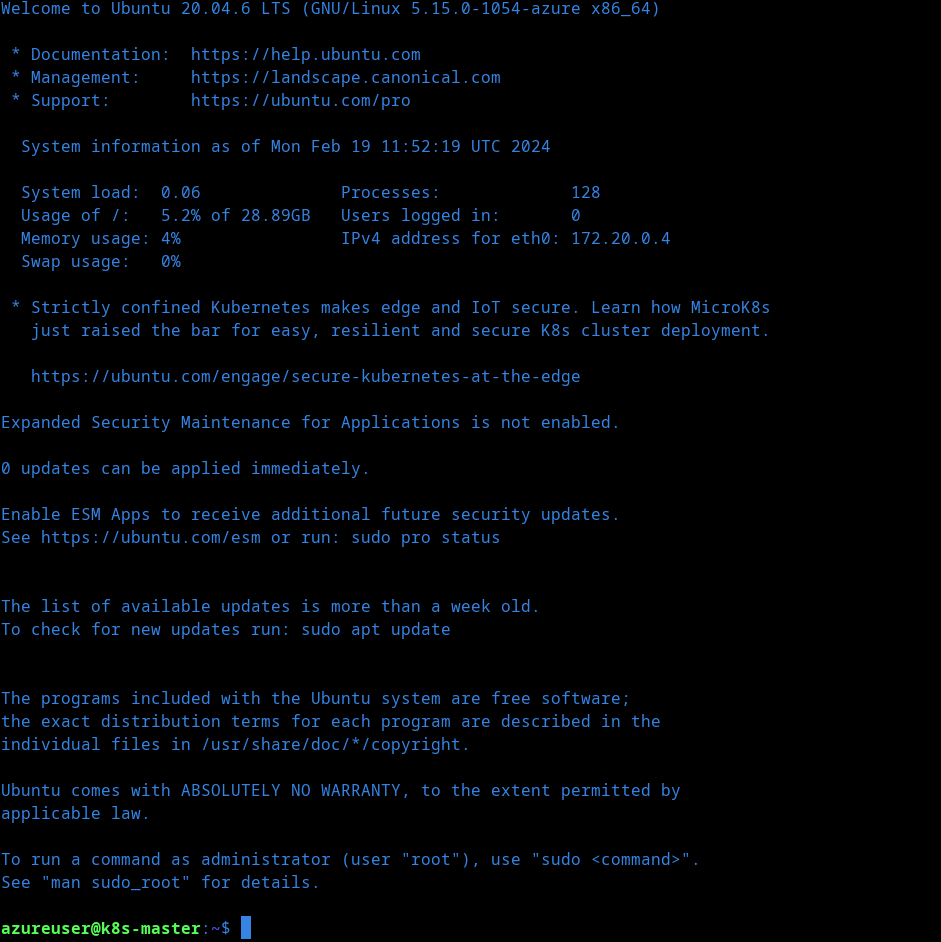 Welcome to Ubuntu 20.04.6 LTS (GNU/Linux 5.15.0-1054-azure x86_64)

 * Documentation:  https://help.ubuntu.com
 * Management:     https://landscape.canonical.com
 * Support:        https://ubuntu.com/pro

  System information as of Mon Feb 19 11:52:19 UTC 2024

  System load:  0.06              Processes:             128
  Usage of /:   5.2% of 28.89GB   Users logged in:       0
  Memory usage: 4%                IPv4 address for eth0: 172.20.0.4
  Swap usage:   0%

 * Strictly confined Kubernetes makes edge and IoT secure. Learn how MicroK8s
   just raised the bar for easy, resilient and secure K8s cluster deployment.

   https://ubuntu.com/engage/secure-kubernetes-at-the-edge

Expanded Security Maintenance for Applications is not enabled.

0 updates can be applied immediately.

Enable ESM Apps to receive additional future security updates.
See https://ubuntu.com/esm or run: sudo pro status


The list of available updates is more than a week old.
To check for new updates run: sudo apt update


The programs included with the Ubuntu system are free software;
the exact distribution terms for each program are described in the
individual files in /usr/share/doc/*/copyright.

Ubuntu comes with ABSOLUTELY NO WARRANTY, to the extent permitted by
applicable law.

To run a command as administrator (user "root"), use "sudo <command>".
See "man sudo_root" for details.

azureuser@k8s-master:~$